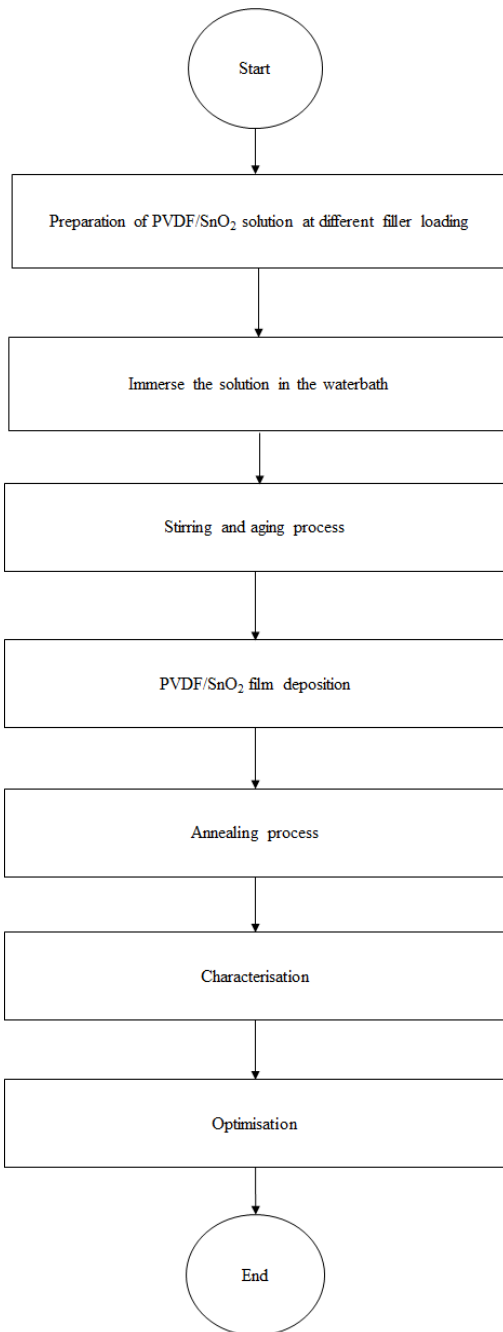 Start
Preparation of PVDF/SnO₂ solution at different filler loading
Immerse the solution in the waterbath
Stirring and aging process
PVDF/SnO₂ film deposition
Annealing process
Characterisation
Optimisation
End